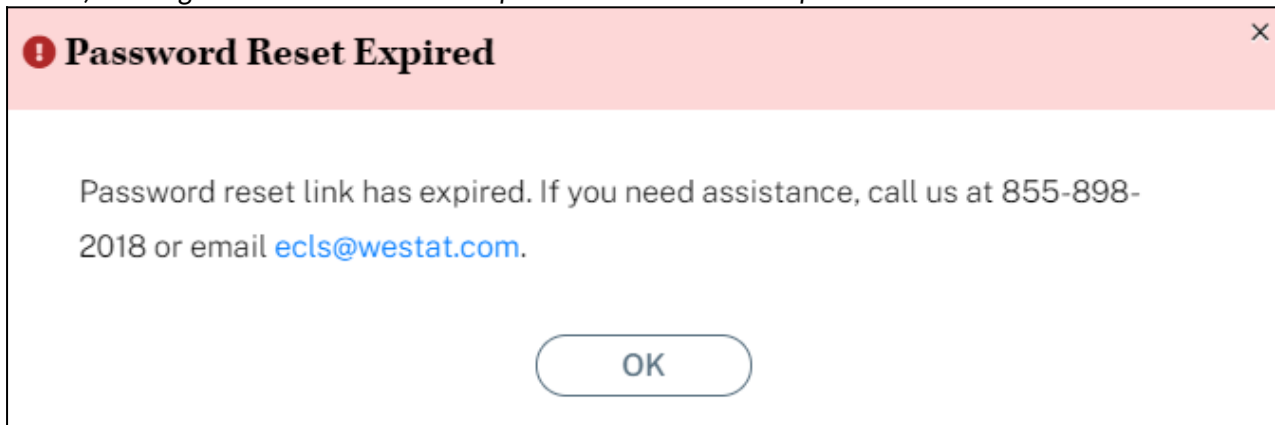 Password Reset Expired
Password reset link has expired. If you need assistance, call us at 855-898-
2018 or email ecls@westat.com.
OK